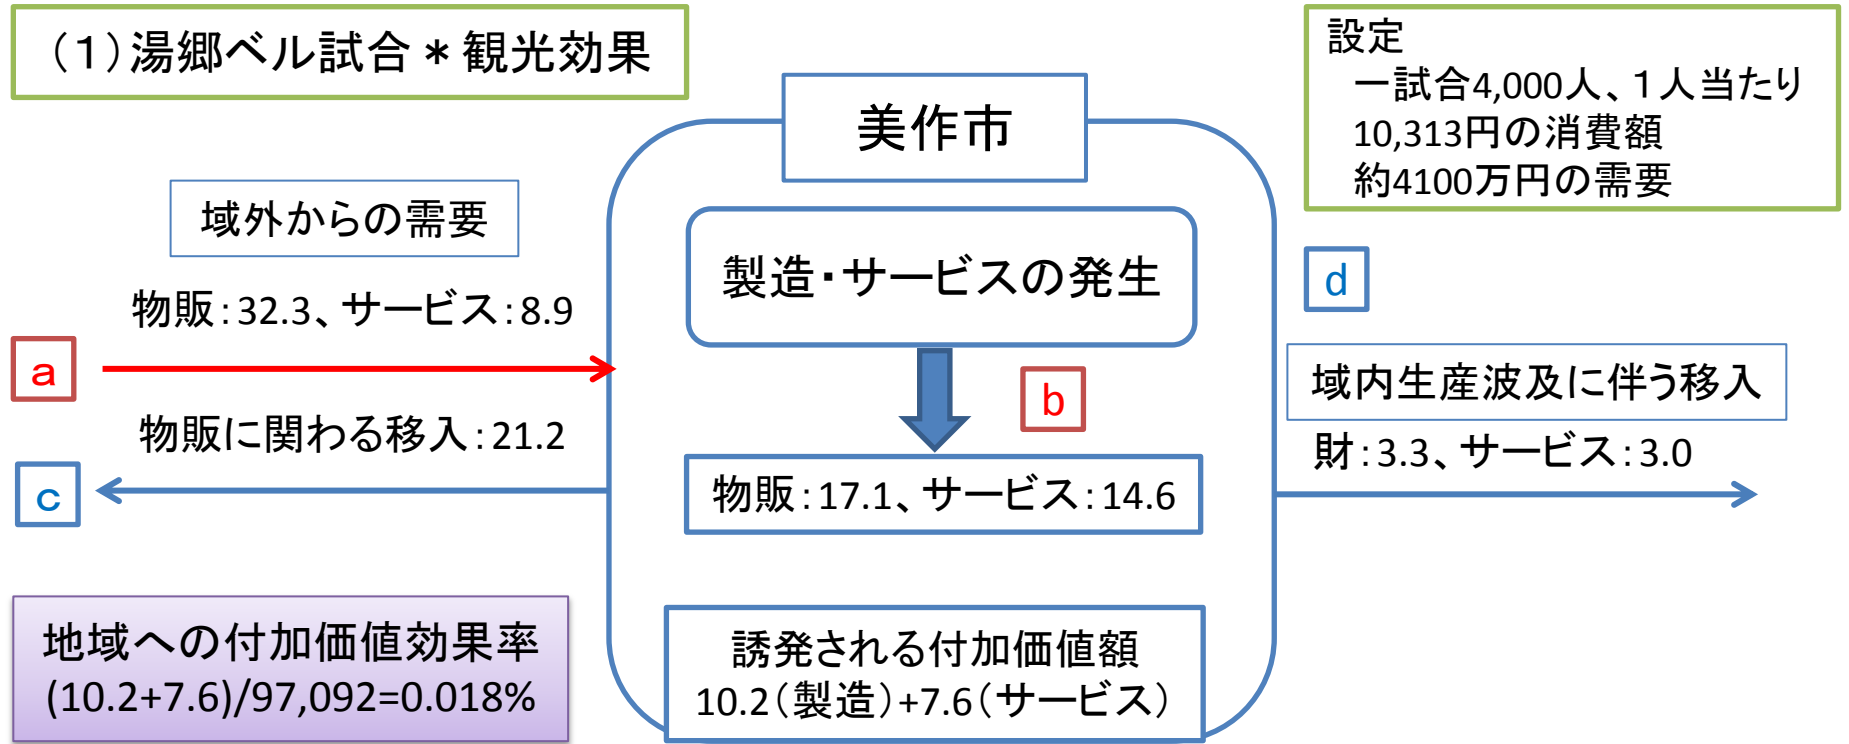 （１）湯郷ベル試合＊観光効果
設定
一試合4,000人、１人当たり
10,313円の消費額
約4100万円の需要
美作市
域外からの需要
製造・サービスの発生
物販：32.3、サービス：8.9
d
a
b
域内生産波及に伴う移入
物販に関わる移入：21.2
財：3.3、サービス：3.0
c
物販：17.1、サービス：14.6
地域への付加価値効果率
(10.2+7.6)/97,092=0.018%
誘発される付加価値額
10.2（製造）+7.6（サービス）